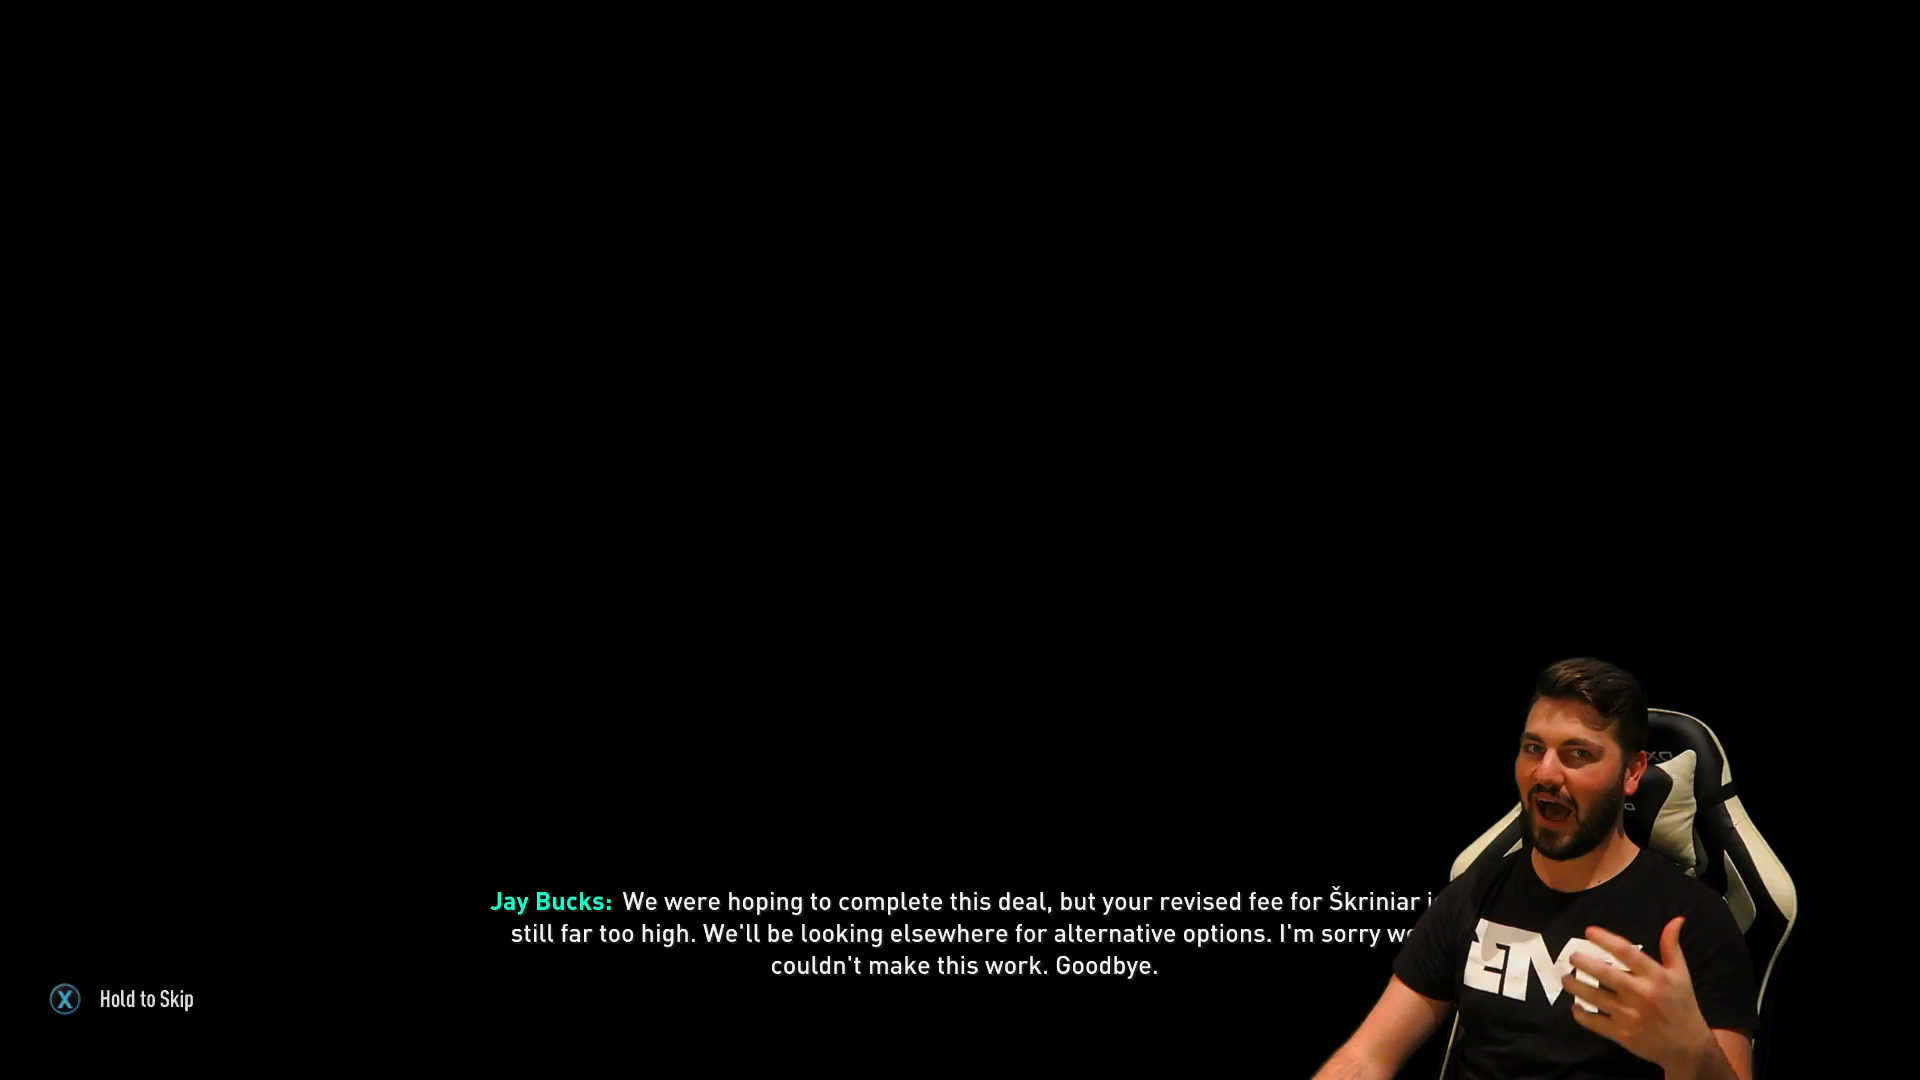 Jay Bucks: We were hoping to complete this deal, but your revised fee for Škriniar
still far too high. We'll be looking elsewhere for alternative options. I'm sorry we
couldn't make this work. Goodbye.
X Hold to Skip